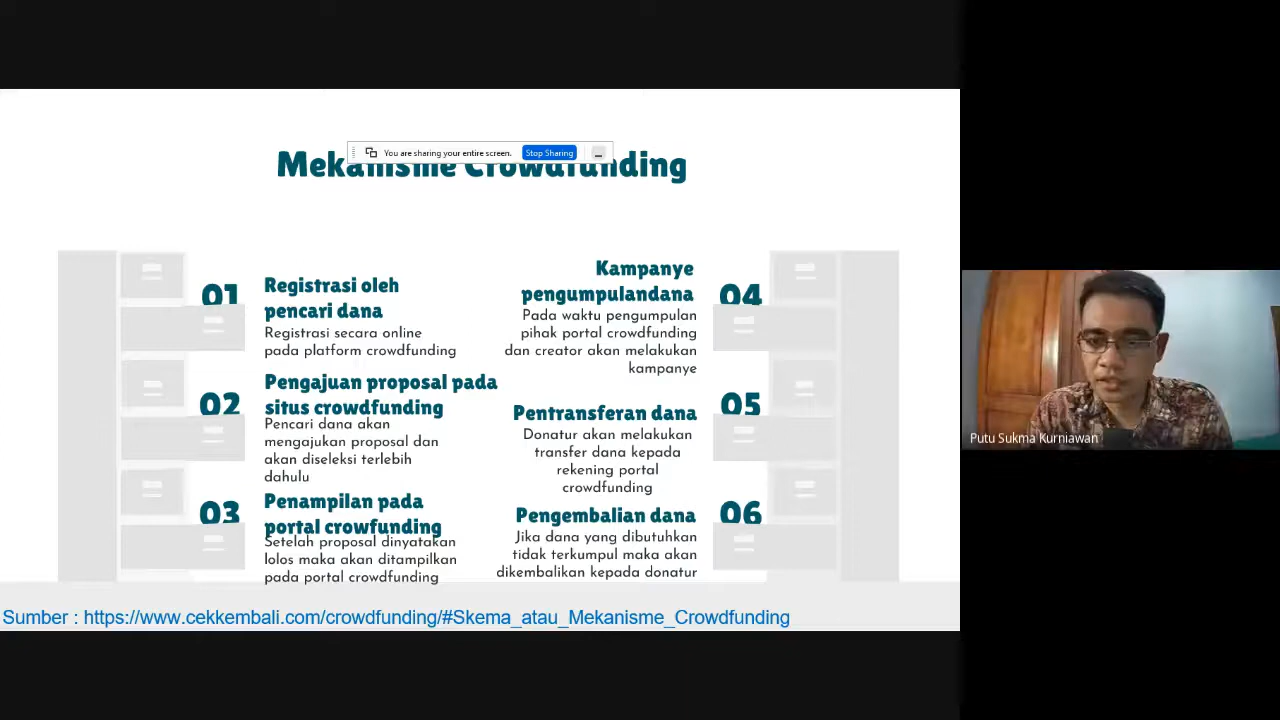 You are sharing your entire screen.
Stop Sharing
Mekanisme Crowdfunding
01
Registrasi oleh
pencari dana
Registrasi secara online
pada platform crowdfunding
02
Pengajuan proposal pada
situs crowdfunding
Pencari dana akan
mengajukan proposal dan
akan diseleksi terlebih
dahulu
03
Penampilan pada
portal crowfunding
Setelah proposal dinyatakan
lolos maka akan ditampilkan
pada portal crowdfunding
04
Kampanye
pengumpulandana
Pada waktu pengumpulan
pihak portal crowdfunding
dan creator akan melakukan
kampanye
05
Pentransferan dana
Donatur akan melakukan
transfer dana kepada
rekening portal
crowdfunding
06
Pengembalian dana
Jika dana yang dibutuhkan
tidak terkumpul maka akan
dikembalikan kepada donatur
Sumber : https://www.cekkembali.com/crowdfunding/#Skema_atau_Mekanisme_Crowdfunding
Putu Sukma Kurniawan